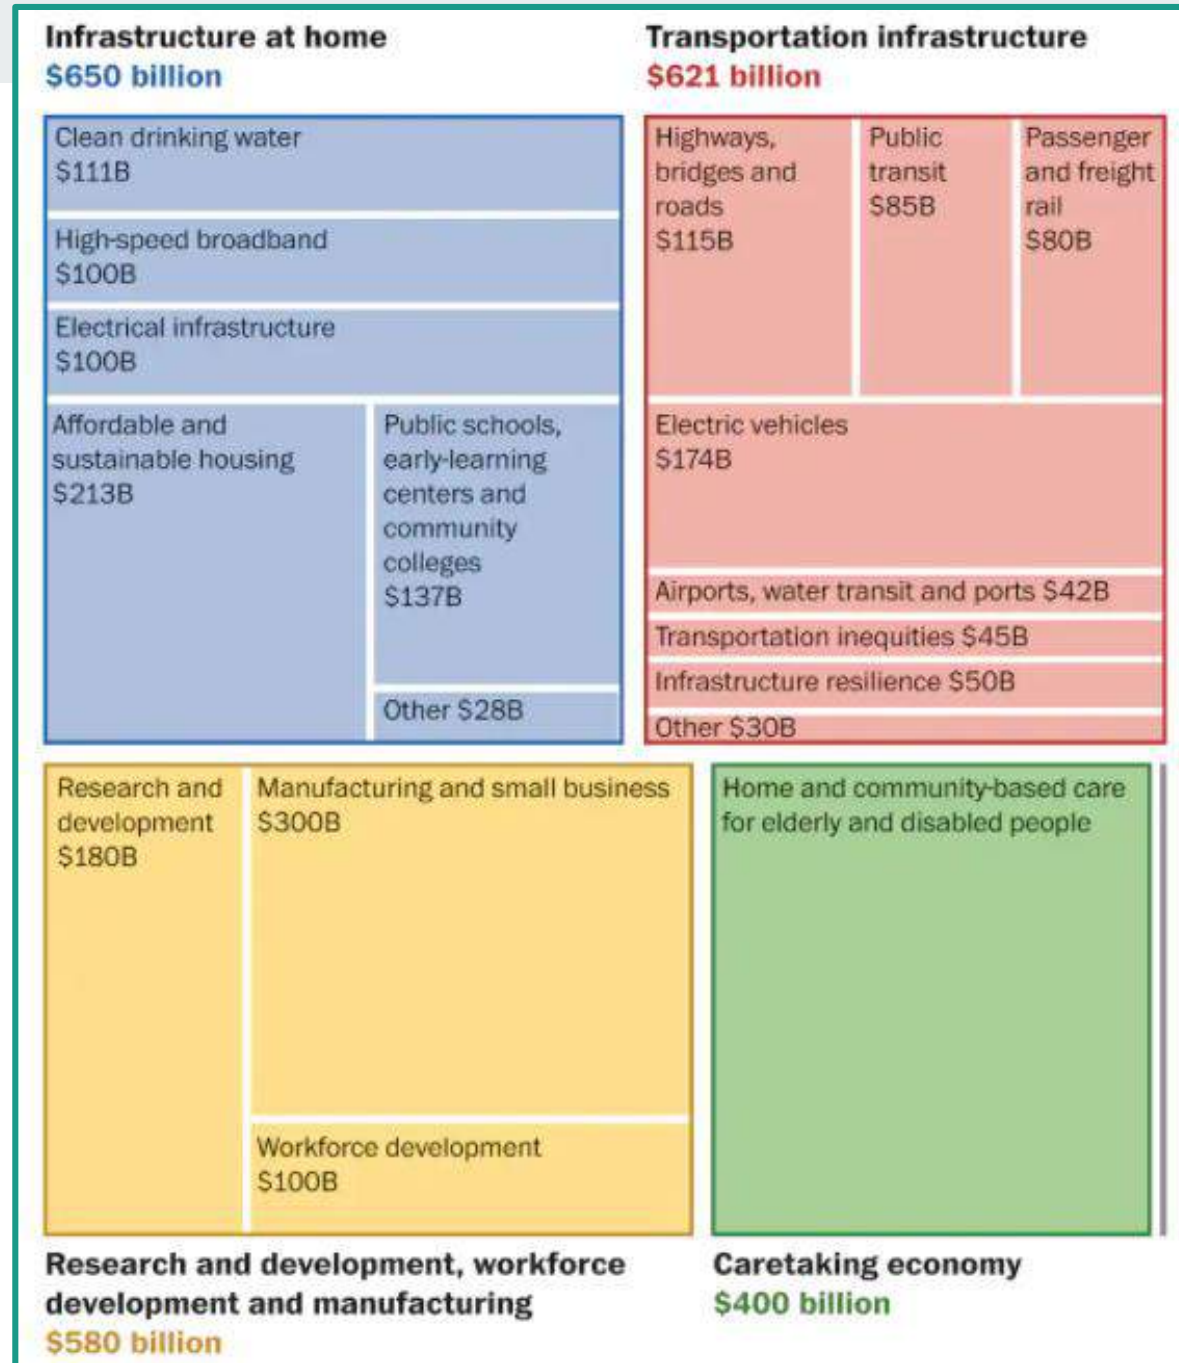 Infrastructure at home
$650 billion
Clean drinking water
$111B
High-speed broadband
$100B
Electrical infrastructure
$100B
Affordable and
sustainable housing
$213B
Public schools,
early-learning
centers and
community
colleges
$137B
Other $28B
Transportation infrastructure
$621 billion
Highways,
bridges and
roads
$115B
Public
transit
$85B
Passenger
and freight
rail
$80B
Electric vehicles
$174B
Airports, water transit and ports $42B
Transportation inequities $45B
Infrastructure resilience $50B
Other $30B
Research and
development
$180B
Manufacturing and small business
$300B
Workforce development
$100B
Research and development, workforce
development and manufacturing
$580 billion
Home and community-based care
for elderly and disabled people
Caretaking economy
$400 billion